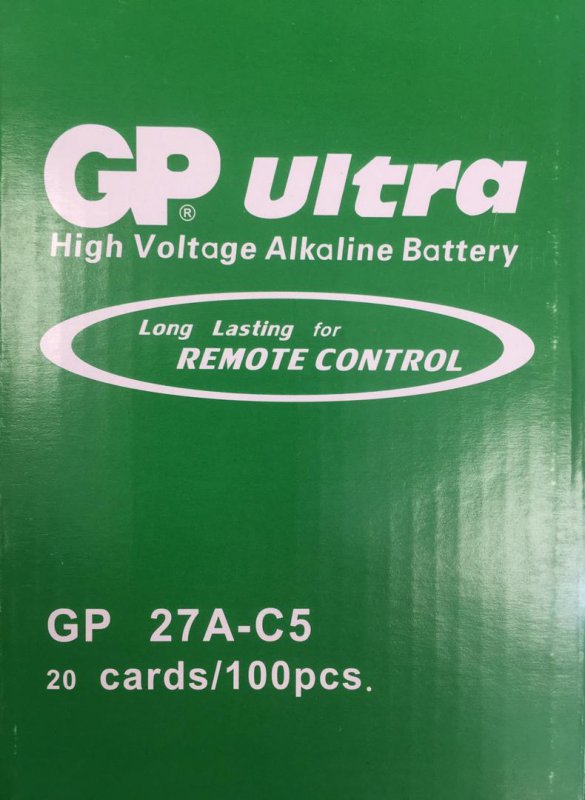 GP® ultra
High Voltage Alkaline Battery
Long Lasting for
REMOTE CONTROL
GP 27A-C5
20 cards/100pcs.